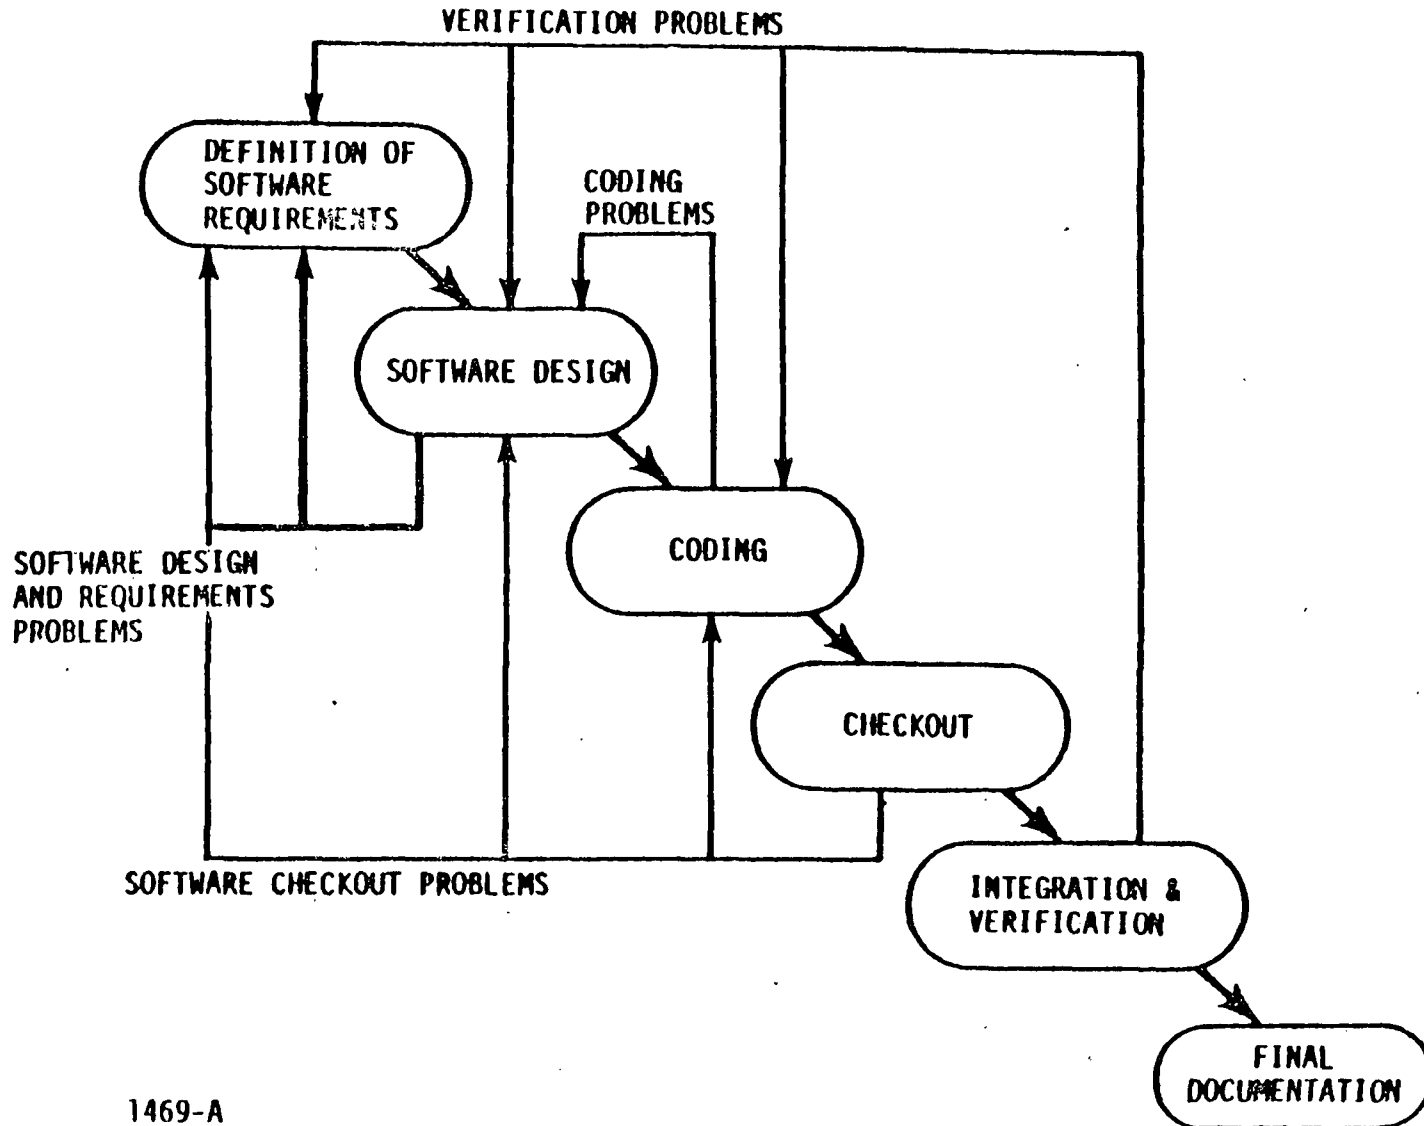 VERIFICATION PROBLEMS
DEFINITION OF
SOFTWARE
REQUIREMENTS
CODING
PROBLEMS
SOFTWARE DESIGN
CODING
SOFTWARE DESIGN
AND REQUIREMENTS
PROBLEMS
CHECKOUT
SOFTWARE CHECKOUT PROBLEMS
INTEGRATION &
VERIFICATION
FINAL
DOCUMENTATION
1469-A